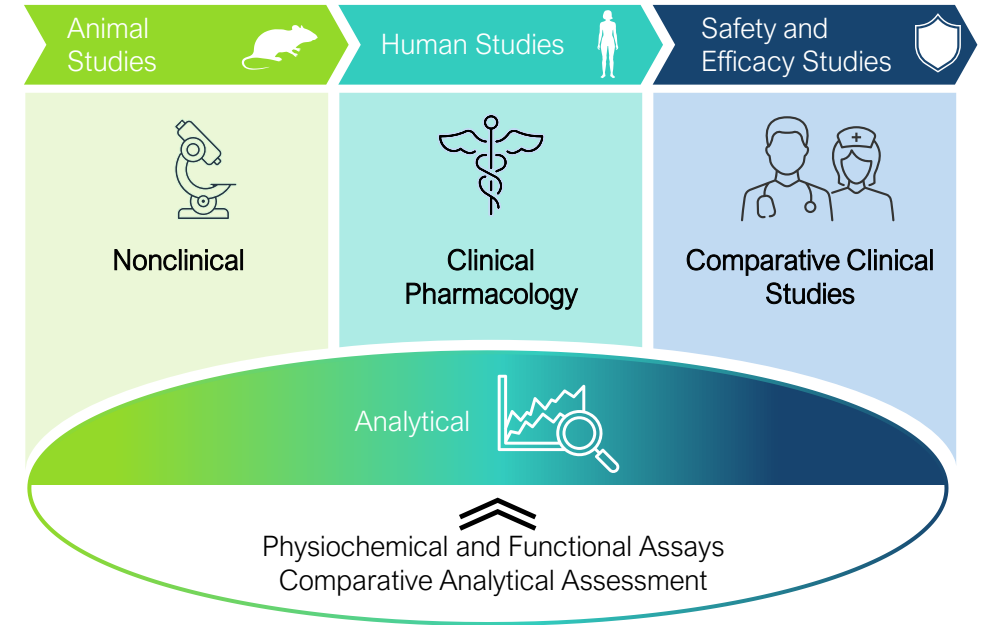 Animal
Studies
Human Studies
Safety and
Efficacy Studies
Nonclinical
Clinical
Pharmacology
Comparative Clinical
Studies
Analytical
Physiochemical and Functional Assays
Comparative Analytical Assessment